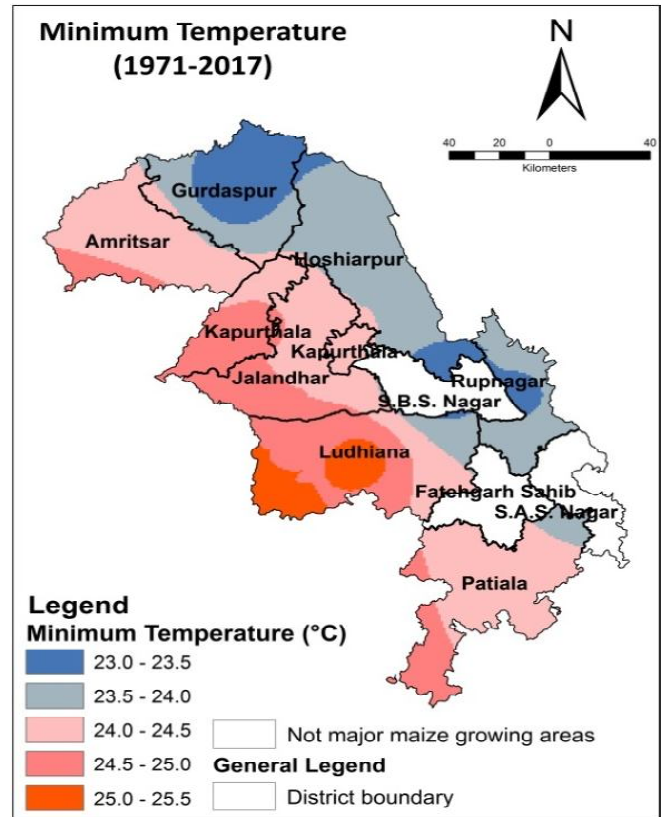 Minimum Temperature
(1971-2017)
N
40 20 0 40
Kilometers
Gurdaspur
Amritsar
Hoshiarpur
Kapurthala
Kapurthala
Jalandhar
Rupnagar
S.B.S. Nagar
Ludhiana
Fatehgarh Sahib
S.A.S. Nagar
Patiala
Legend
Minimum Temperature (°C)
23.0 - 23.5
23.5 - 24.0
24.0 - 24.5
24.5 - 25.0
25.0 - 25.5
Not major maize growing areas
General Legend
District boundary